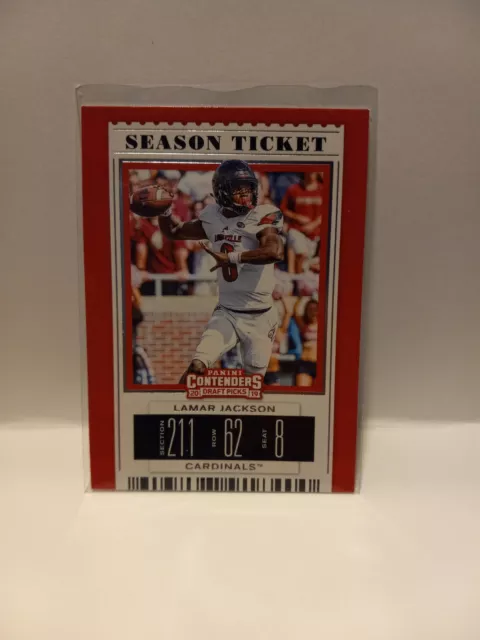 SEASON TICKET
LOUISVILLE
8
PANINI
CONTENDERS
20 DRAFT PICKS 19
LAMAR JACKSON
SECTION 211 ROW 62 SEAT 8
CARDINALS™